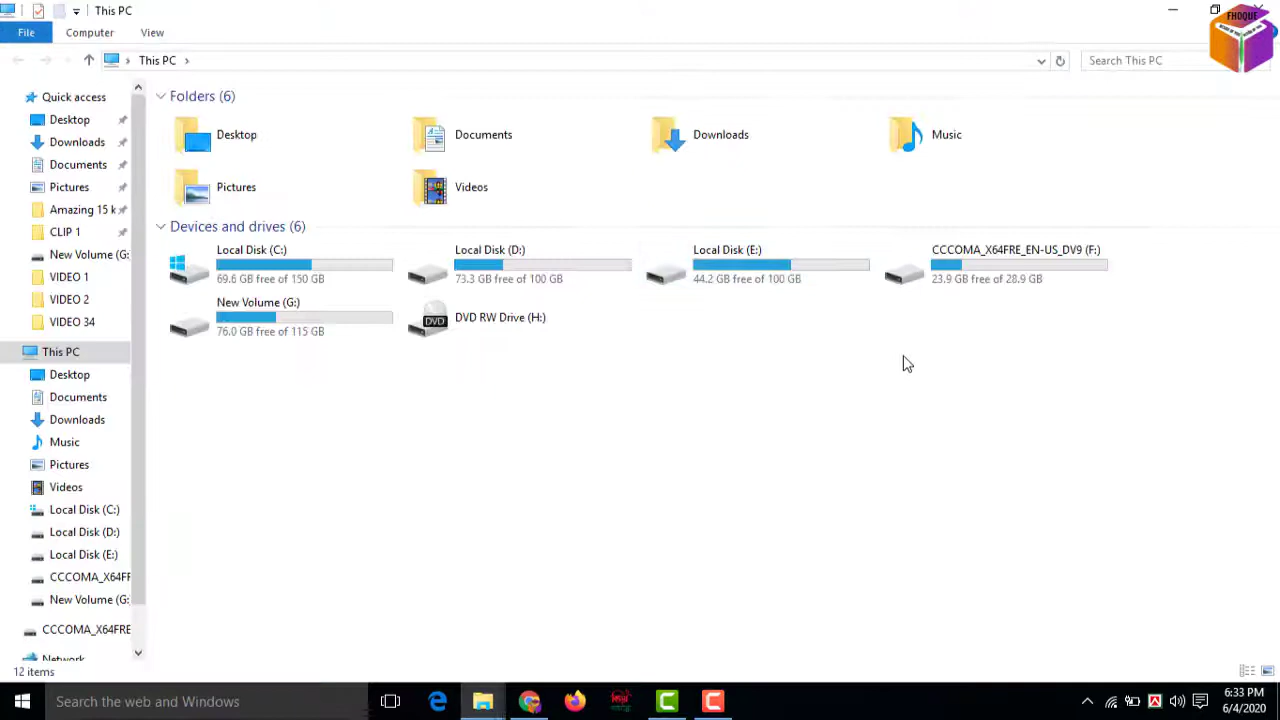 This PC
File Computer View
This PC
Search This PC
FHOQUE
Quick access
Desktop
Downloads
Documents
Pictures
Amazing 15 k
CLIP 1
New Volume (G:
VIDEO 1
VIDEO 2
VIDEO 34
This PC
Desktop
Documents
Downloads
Music
Pictures
Videos
Local Disk (C:)
Local Disk (D:)
Local Disk (E:)
CCCOMA_X64FR
New Volume (G:
CCCOMA_X64FRE
Network
Folders (6)
Desktop
Documents
Downloads
Music
Pictures
Videos
Devices and drives (6)
Local Disk (C:)
69.6 GB free of 150 GB
Local Disk (D:)
73.3 GB free of 100 GB
Local Disk (E:)
44.2 GB free of 100 GB
CCCOMA_X64FRE_EN-US_DV9 (F:)
23.9 GB free of 28.9 GB
New Volume (G:)
76.0 GB free of 115 GB
DVD
DVD RW Drive (H:)
12 items
Search the web and Windows
6:33 PM
6/4/2020